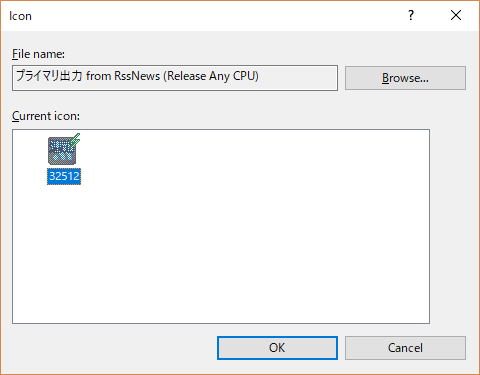 Icon
File name:
プライマリ出力 from RssNews (Release Any CPU)
Browse...
Current icon:
32512
OK
Cancel